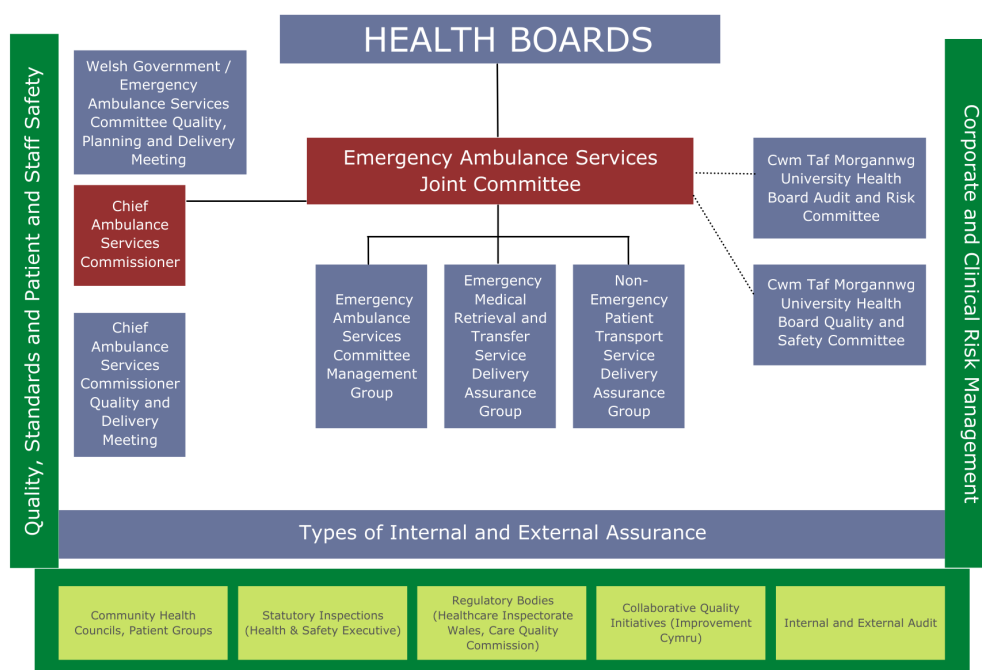 HEALTH BOARDS
Quality, Standards and Patient and Staff Safety
Welsh Government /
Emergency
Ambulance Services
Committee Quality,
Planning and Delivery
Meeting
Chief
Ambulance
Services
Commissioner
Chief
Ambulance
Services
Commissioner
Quality and
Delivery
Meeting
Emergency Ambulance Services
Joint Committee
Emergency
Ambulance
Services
Committee
Management
Group
Emergency
Medical
Retrieval and
Transfer
Service
Delivery
Assurance
Group
Non-
Emergency
Patient
Transport
Service
Delivery
Assurance
Group
Cwm Taf Morgannwg
University Health
Board Audit and Risk
Committee
Cwm Taf Morgannwg
University Health
Board Quality and
Safety Committee
Corporate and Clinical Risk Management
Types of Internal and External Assurance
Community Health
Councils, Patient Groups
Statutory Inspections
(Health & Safety Executive)
Regulatory Bodies
(Healthcare Inspectorate
Wales, Care Quality
Commission)
Collaborative Quality
Initiatives (Improvement
Cymru)
Internal and External Audit